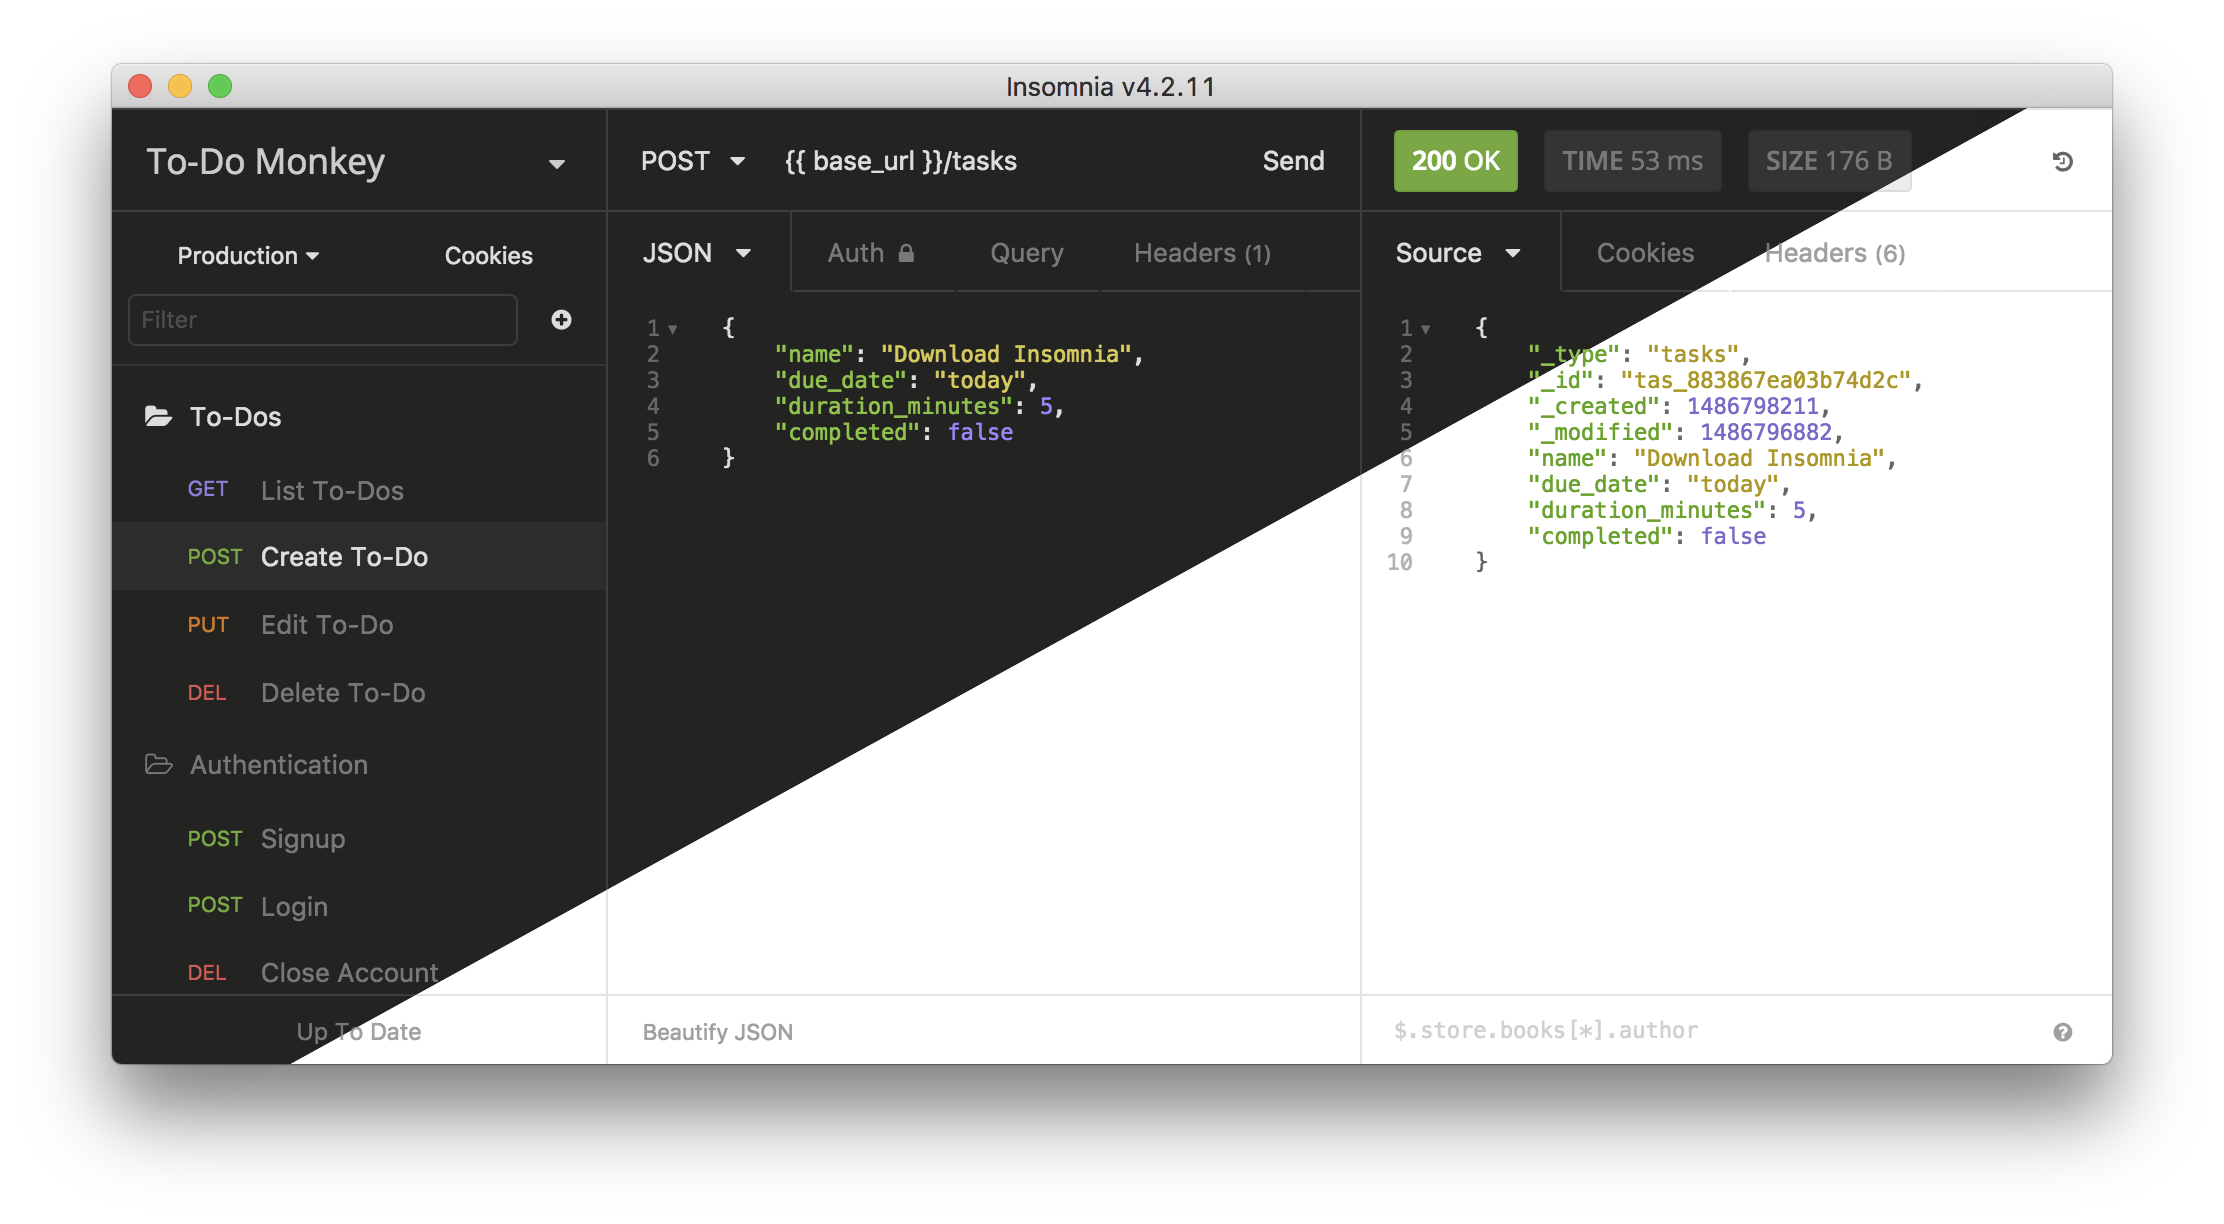 Insomnia v4.2.11
To-Do Monkey
Production
Cookies
Filter
To-Dos
GET List To-Dos
POST Create To-Do
PUT Edit To-Do
DEL Delete To-Do
Authentication
POST Signup
POST Login
DEL Close Account
Up To Date
POST {{ base_url }}/tasks Send
JSON Auth Query Headers (1)
1 {
2 "name": "Download Insomnia",
3 "due_date": "today",
4 "duration_minutes": 5,
5 "completed": false
6 }
Beautify JSON
200 OK TIME 53 ms SIZE 176 B
Source Cookies Headers (6)
1 {
2 "_type": "tasks",
3 "_id": "tas_883867ea03b74d2c",
4 "_created": 1486798211,
5 "_modified": 1486796882,
6 "name": "Download Insomnia",
7 "due_date": "today",
8 "duration_minutes": 5,
9 "completed": false
10 }
$.store.books[*].author
?